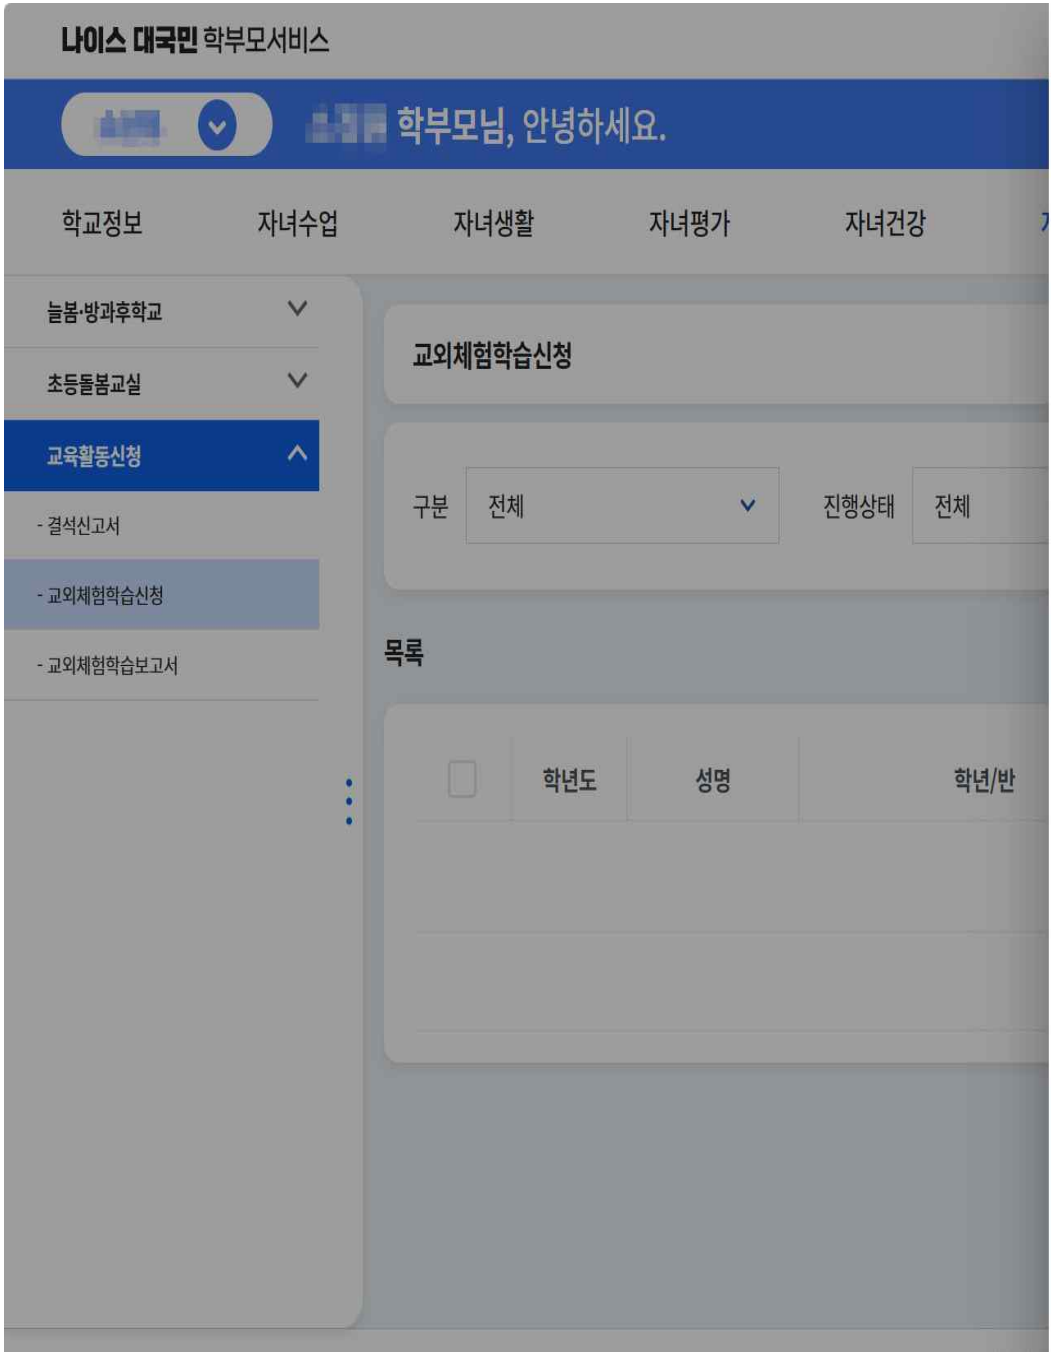 나이스 대국민 학부모서비스
학부모님, 안녕하세요.
학교정보 자녀수업 자녀생활 자녀평가 자녀건강
늘봄·방과후학교
초등돌봄교실
교육활동신청
- 결석신고서
- 교외체험학습신청
- 교외체험학습보고서
교외체험학습신청
구분 전체 진행상태 전체
목록
학년도 성명 학년/반